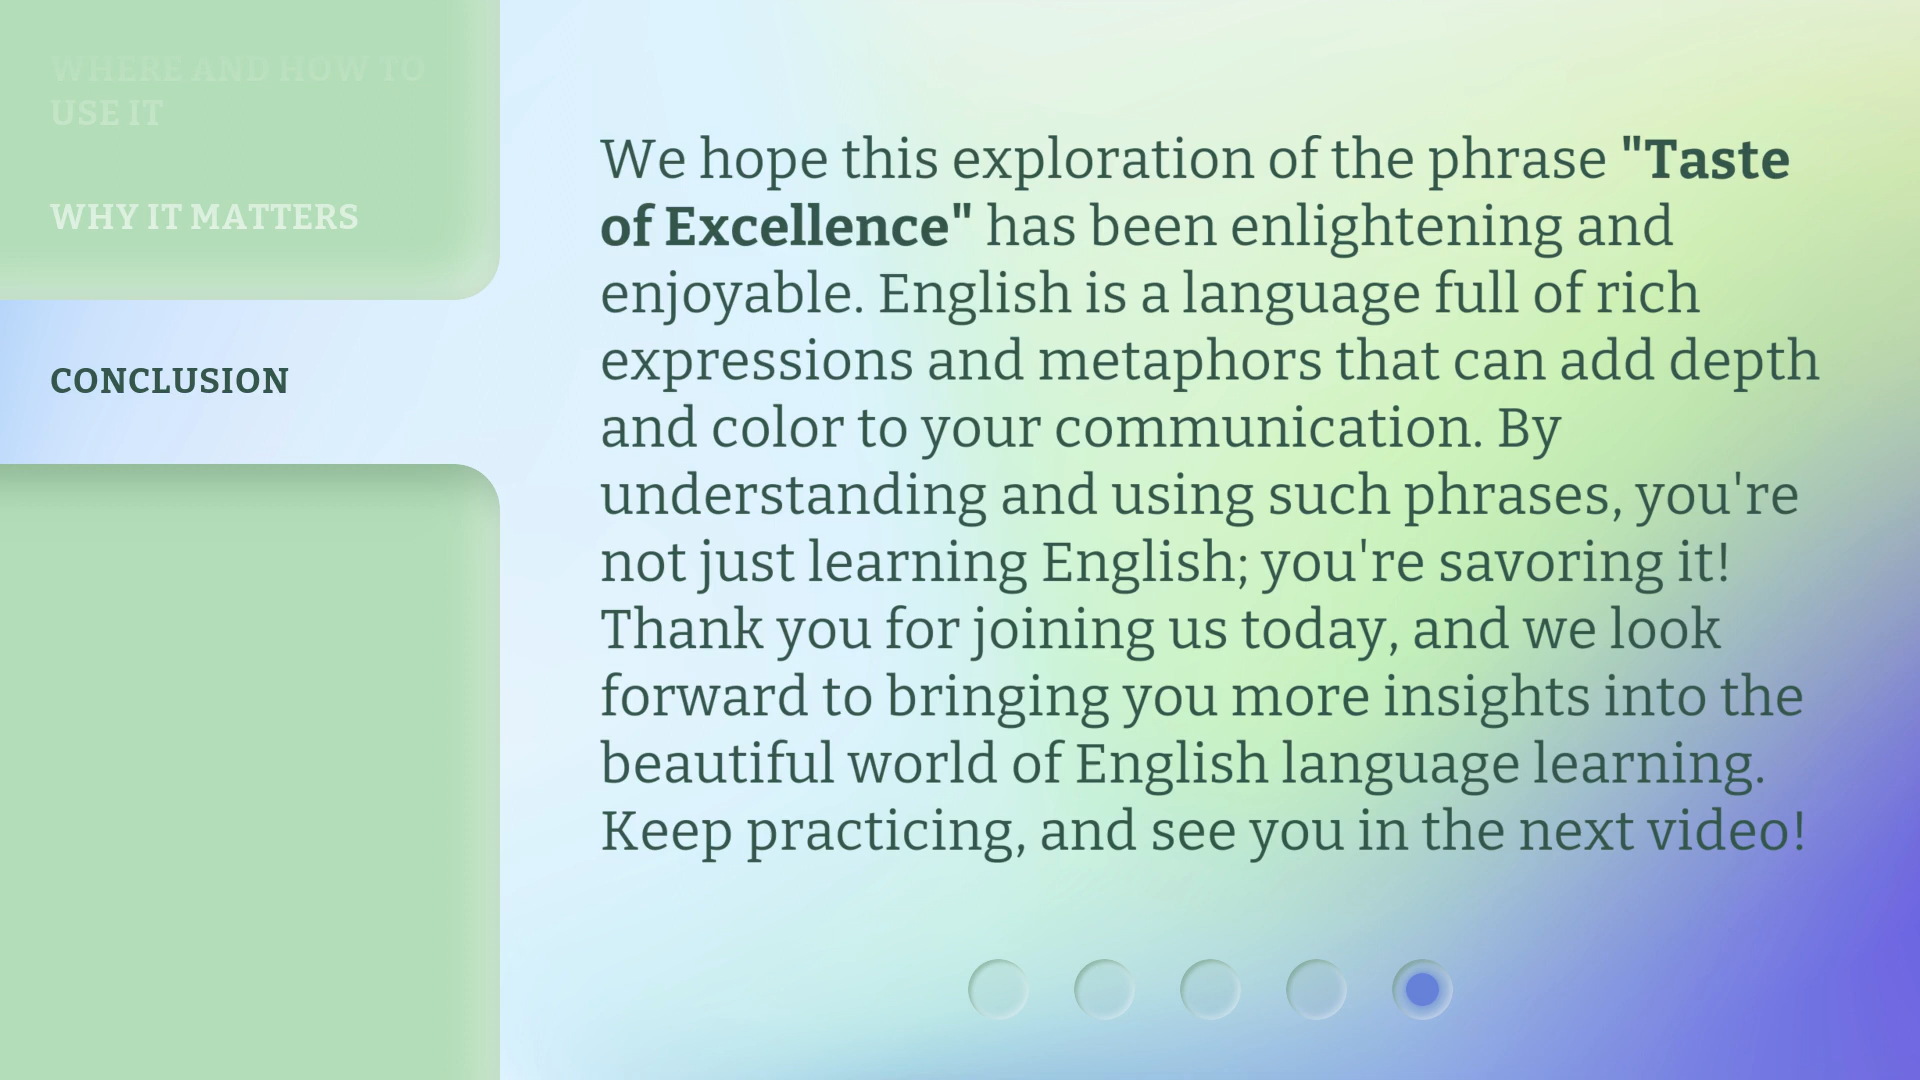 WHERE AND HOW TO
USE IT
WHY IT MATTERS
CONCLUSION
We hope this exploration of the phrase "Taste
of Excellence" has been enlightening and
enjoyable. English is a language full of rich
expressions and metaphors that can add depth
and color to your communication. By
understanding and using such phrases, you're
not just learning English; you're savoring it!
Thank you for joining us today, and we look
forward to bringing you more insights into the
beautiful world of English language learning.
Keep practicing, and see you in the next video!